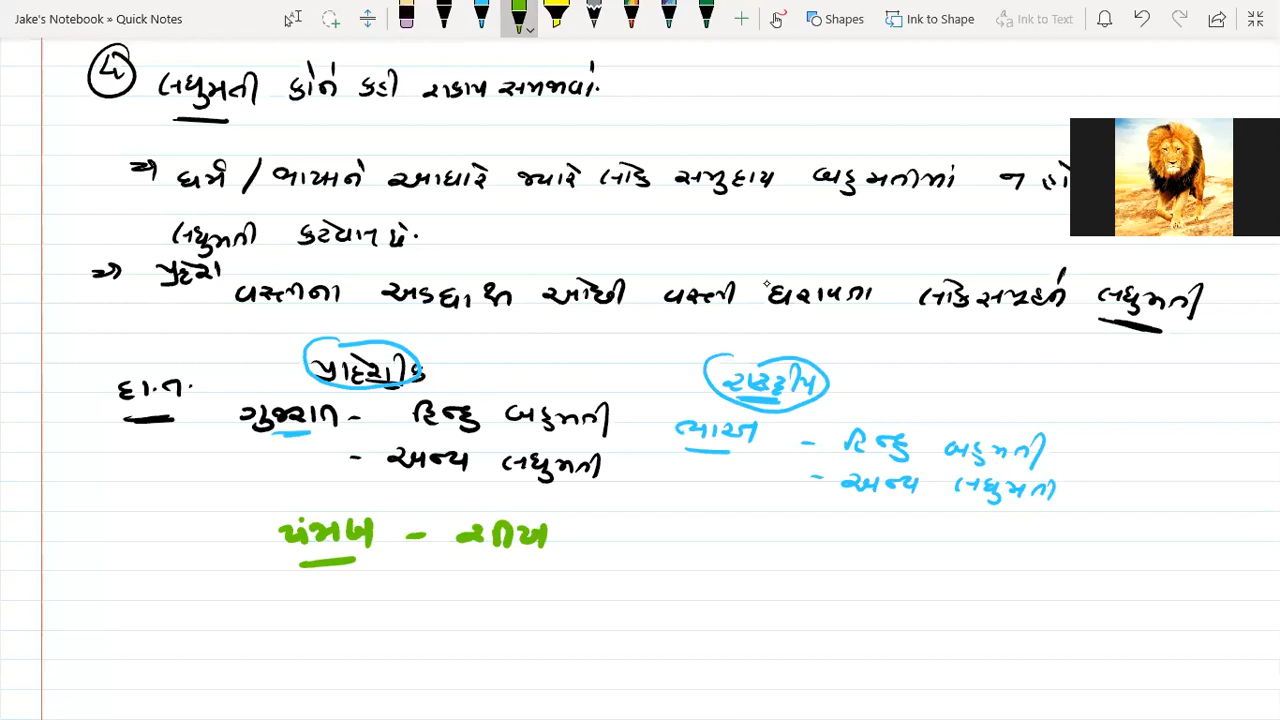 Jake's Notebook » Quick Notes
Shapes
Ink to Shape
Ink to Text
૫ લઘુમતી કોને કહી શકાય સમજાવો.
⇒ ધર્મ / ભાષાને આધારે જ્યારે લોક સમુદાય બહુમતીમાં ન હો
લઘુમતી કહેવાય છે.
⇒ પ્રદેશ
વસ્તીના અડધાથી ઓછી વસ્તી ધરાવતા લોકસમૂહને લઘુમતી
પ્રાદેશીક
રાષ્ટ્રીય
દા.ત.
ગુજરાત - હિન્દુ બહુમતી
- અન્ય લઘુમતી
ભારત - હિન્દુ બહુમતી
- અન્ય લઘુમતી
પંજાબ - શીખ